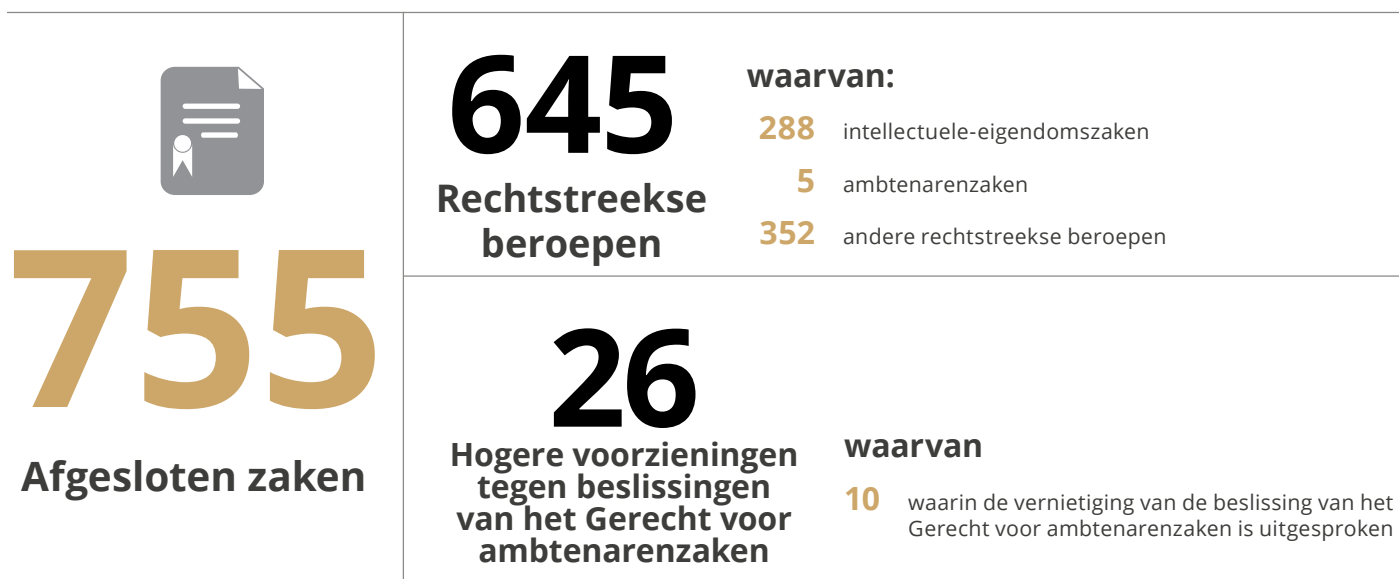 755
Afgesloten zaken
645
Rechtstreekse
beroepen
waarvan:
288 intellectuele-eigendomszaken
5 ambtenarenzaken
352 andere rechtstreekse beroepen
26
Hogere voorzieningen
tegen beslissingen
van het Gerecht voor
ambtenarenzaken
waarvan
10 waarin de vernietiging van de beslissing van het
Gerecht voor ambtenarenzaken is uitgesproken